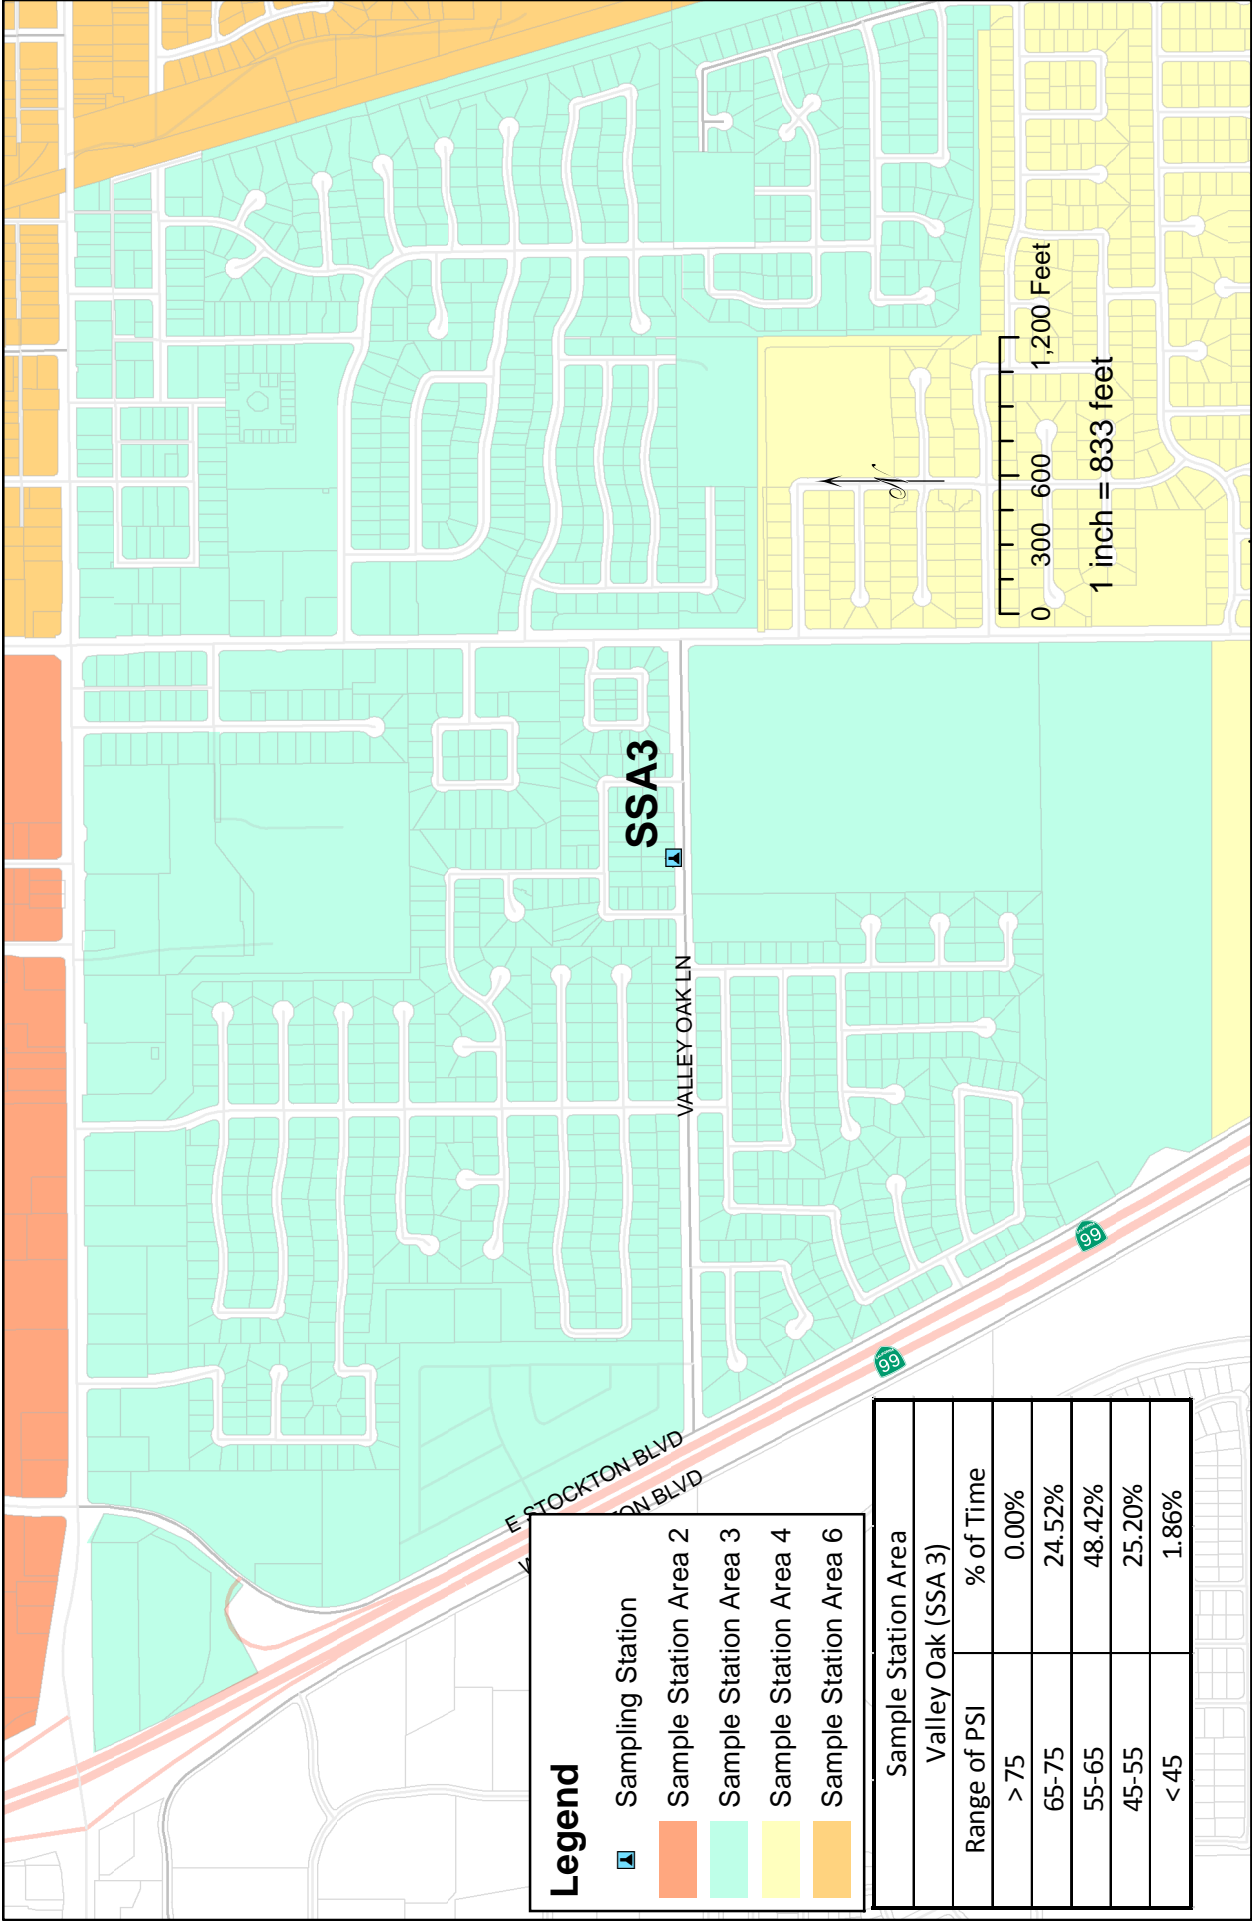 SSA3
VALLEY OAK LN
E STOCKTON BLVD
TON BLVD
99
99
N
0 300 600 1,200 Feet
1 inch = 833 feet
Legend
Sampling Station
Sample Station Area 2
Sample Station Area 3
Sample Station Area 4
Sample Station Area 6
Sample Station Area
Valley Oak (SSA 3)
Range of PSI % of Time
>75 0.00%
65-75 24.52%
55-65 48.42%
45-55 25.20%
<45 1.86%